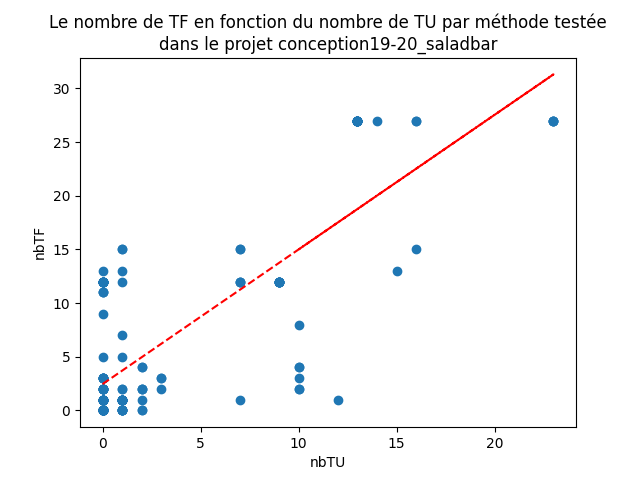 Le nombre de TF en fonction du nombre de TU par méthode testée
dans le projet conception19-20_saladbar
30
25
20
15
10
5
0
nbTF
0 5 10 15 20
nbTU